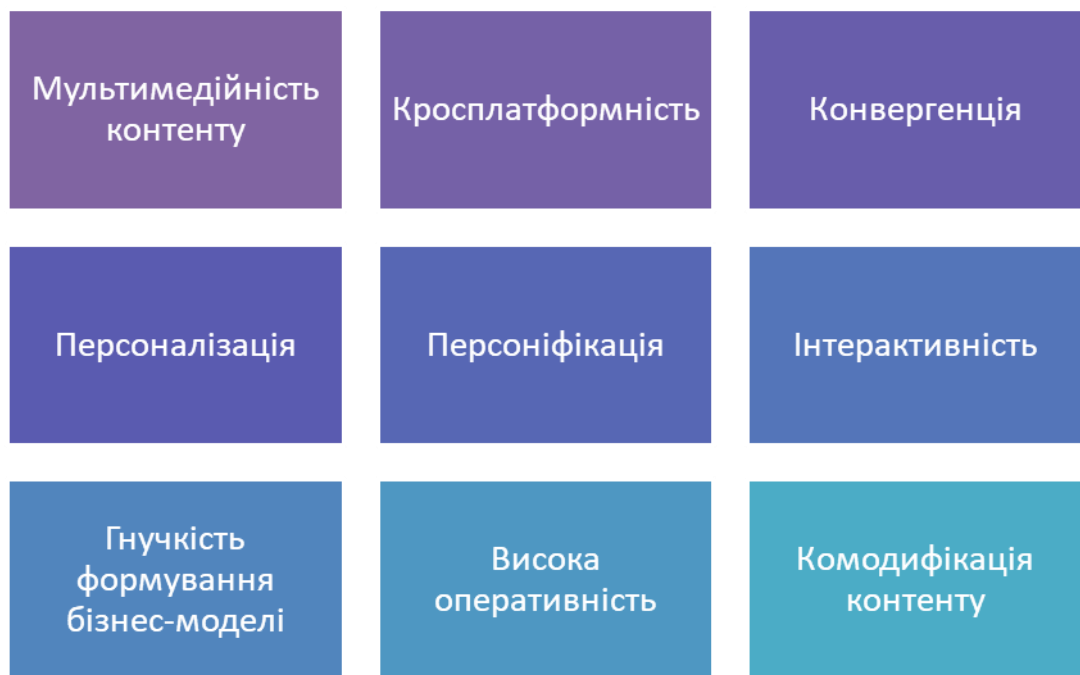 Мультимедійність
контенту
Кросплатформність
Конвергенція
Персоналізація
Персоніфікація
Інтерактивність
Гнучкість
формування
бізнес-моделі
Висока
оперативність
Комодифікація
контенту